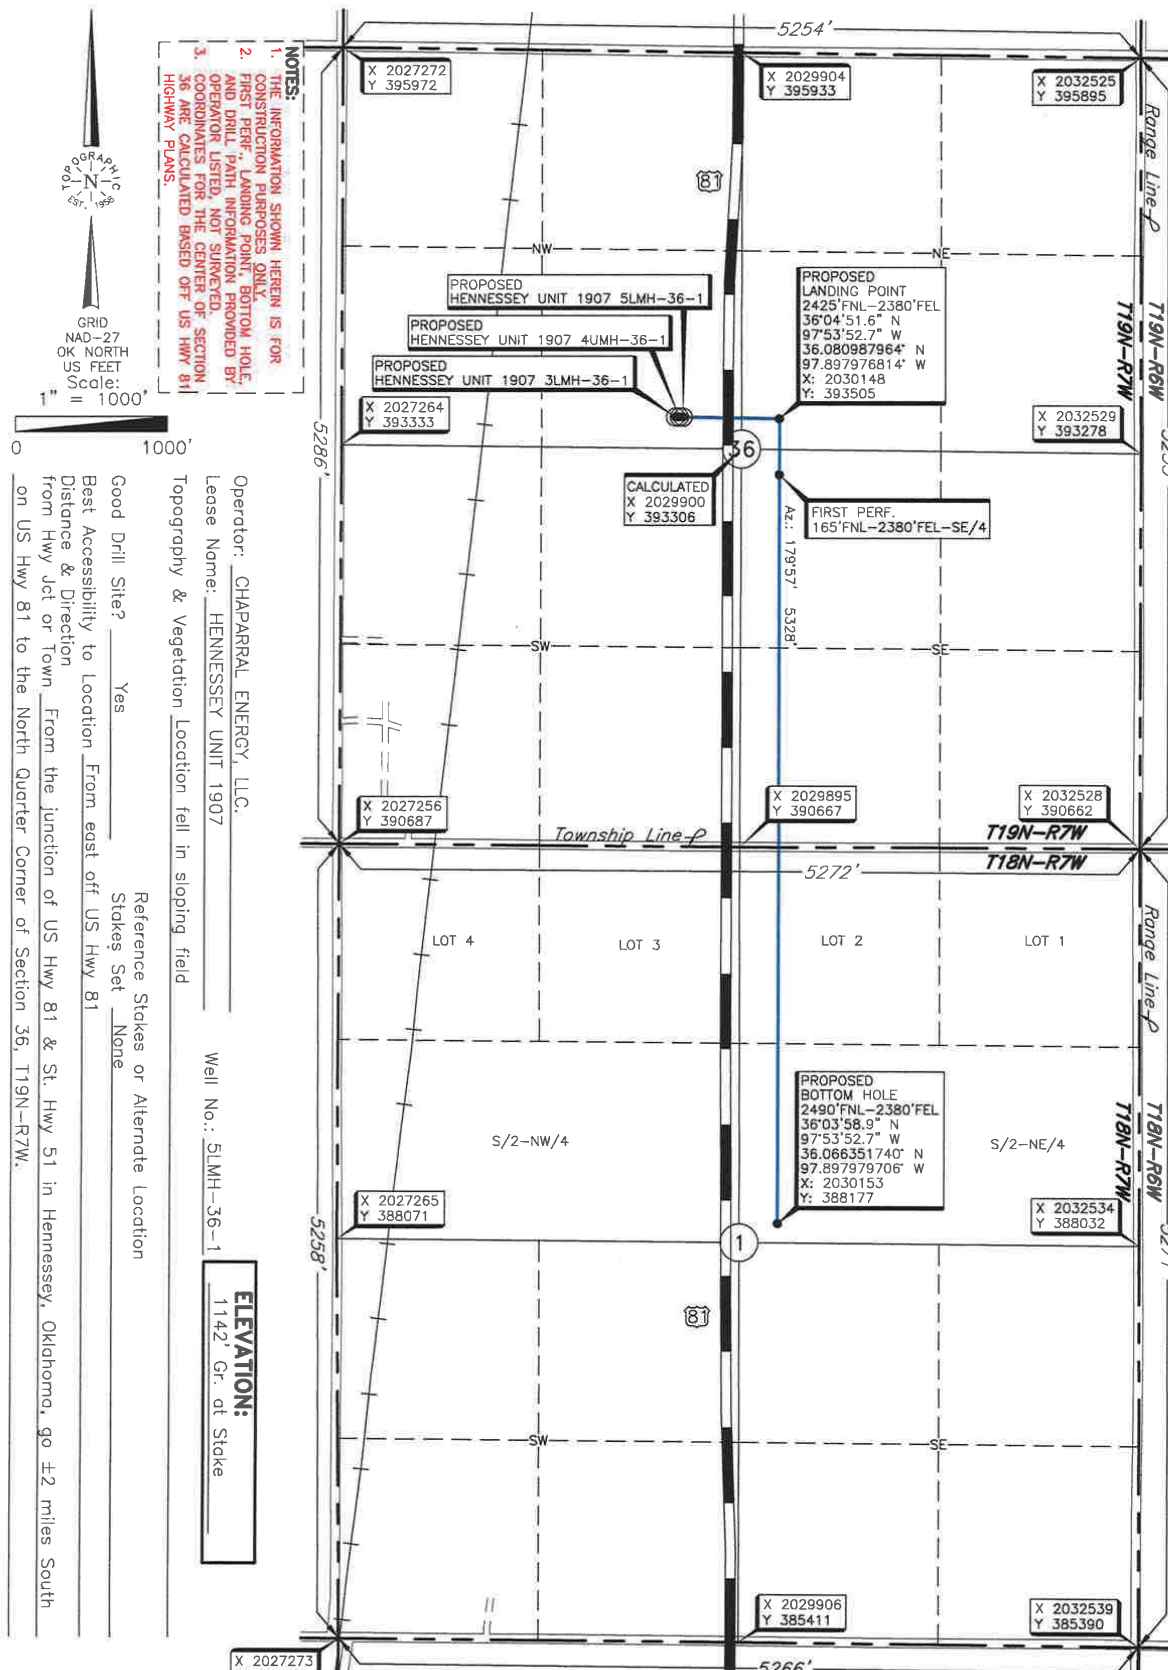 5254'
X 2027272
Y 395972
X 2029904
Y 395933
X 2032525
Y 395895
Range Line
81
NW
NE
PROPOSED
HENNESSEY UNIT 1907 5LMH-36-1
PROPOSED
HENNESSEY UNIT 1907 4UMH-36-1
PROPOSED
HENNESSEY UNIT 1907 3LMH-36-1
PROPOSED
LANDING POINT
2425'FNL-2380'FEL
36°04'51.6" N
97°53'52.7" W
36.080987964° N
97.897976814° W
X: 2030148
Y: 393505
T19N-R7W
T19N-R6W
X 2027264
Y 393333
X 2032529
Y 393278
5286'
36
CALCULATED
X 2029900
Y 393306
FIRST PERF.
165'FNL-2380'FEL-SE/4
Az.: 179°57' 5328'
SW
SE
X 2027256
Y 390687
X 2029895
Y 390667
X 2032528
Y 390662
Township Line
T19N-R7W
T18N-R7W
5272'
LOT 4
LOT 3
LOT 2
LOT 1
Range Line
S/2-NW/4
S/2-NE/4
PROPOSED
BOTTOM HOLE
2490'FNL-2380'FEL
36°03'58.9" N
97°53'52.7" W
36.066351740° N
97.897979706° W
X: 2030153
Y: 388177
T18N-R7W
T18N-R6W
X 2027265
Y 388071
X 2032534
Y 388032
5258'
1
81
SW
SE
X 2029906
Y 385411
X 2032539
Y 385390
X 2027273
5266'
NOTES:
1. THE INFORMATION SHOWN HEREIN IS FOR
CONSTRUCTION PURPOSES ONLY.
2. FIRST PERF., LANDING POINT, BOTTOM HOLE,
AND DRILL PATH INFORMATION PROVIDED BY
OPERATOR LISTED, NOT SURVEYED.
3. COORDINATES FOR THE CENTER OF SECTION
36 ARE CALCULATED BASED OFF US HWY 81
HIGHWAY PLANS.
TOPOGRAPHIC
N
EST. 1958
GRID
NAD-27
OK NORTH
US FEET
Scale:
1" = 1000'
0 1000'
Operator: CHAPARRAL ENERGY, LLC.
Lease Name: HENNESSEY UNIT 1907 Well No.: 5LMH-36-1
ELEVATION:
1142' Gr. at Stake
Topography & Vegetation Location fell in sloping field
Reference Stakes or Alternate Location
Good Drill Site? Yes Stakes Set None
Best Accessibility to Location From east off US Hwy 81
Distance & Direction
from Hwy Jct or Town From the junction of US Hwy 81 & St. Hwy 51 in Hennessey, Oklahoma, go ±2 miles South
on US Hwy 81 to the North Quarter Corner of Section 36, T19N-R7W.